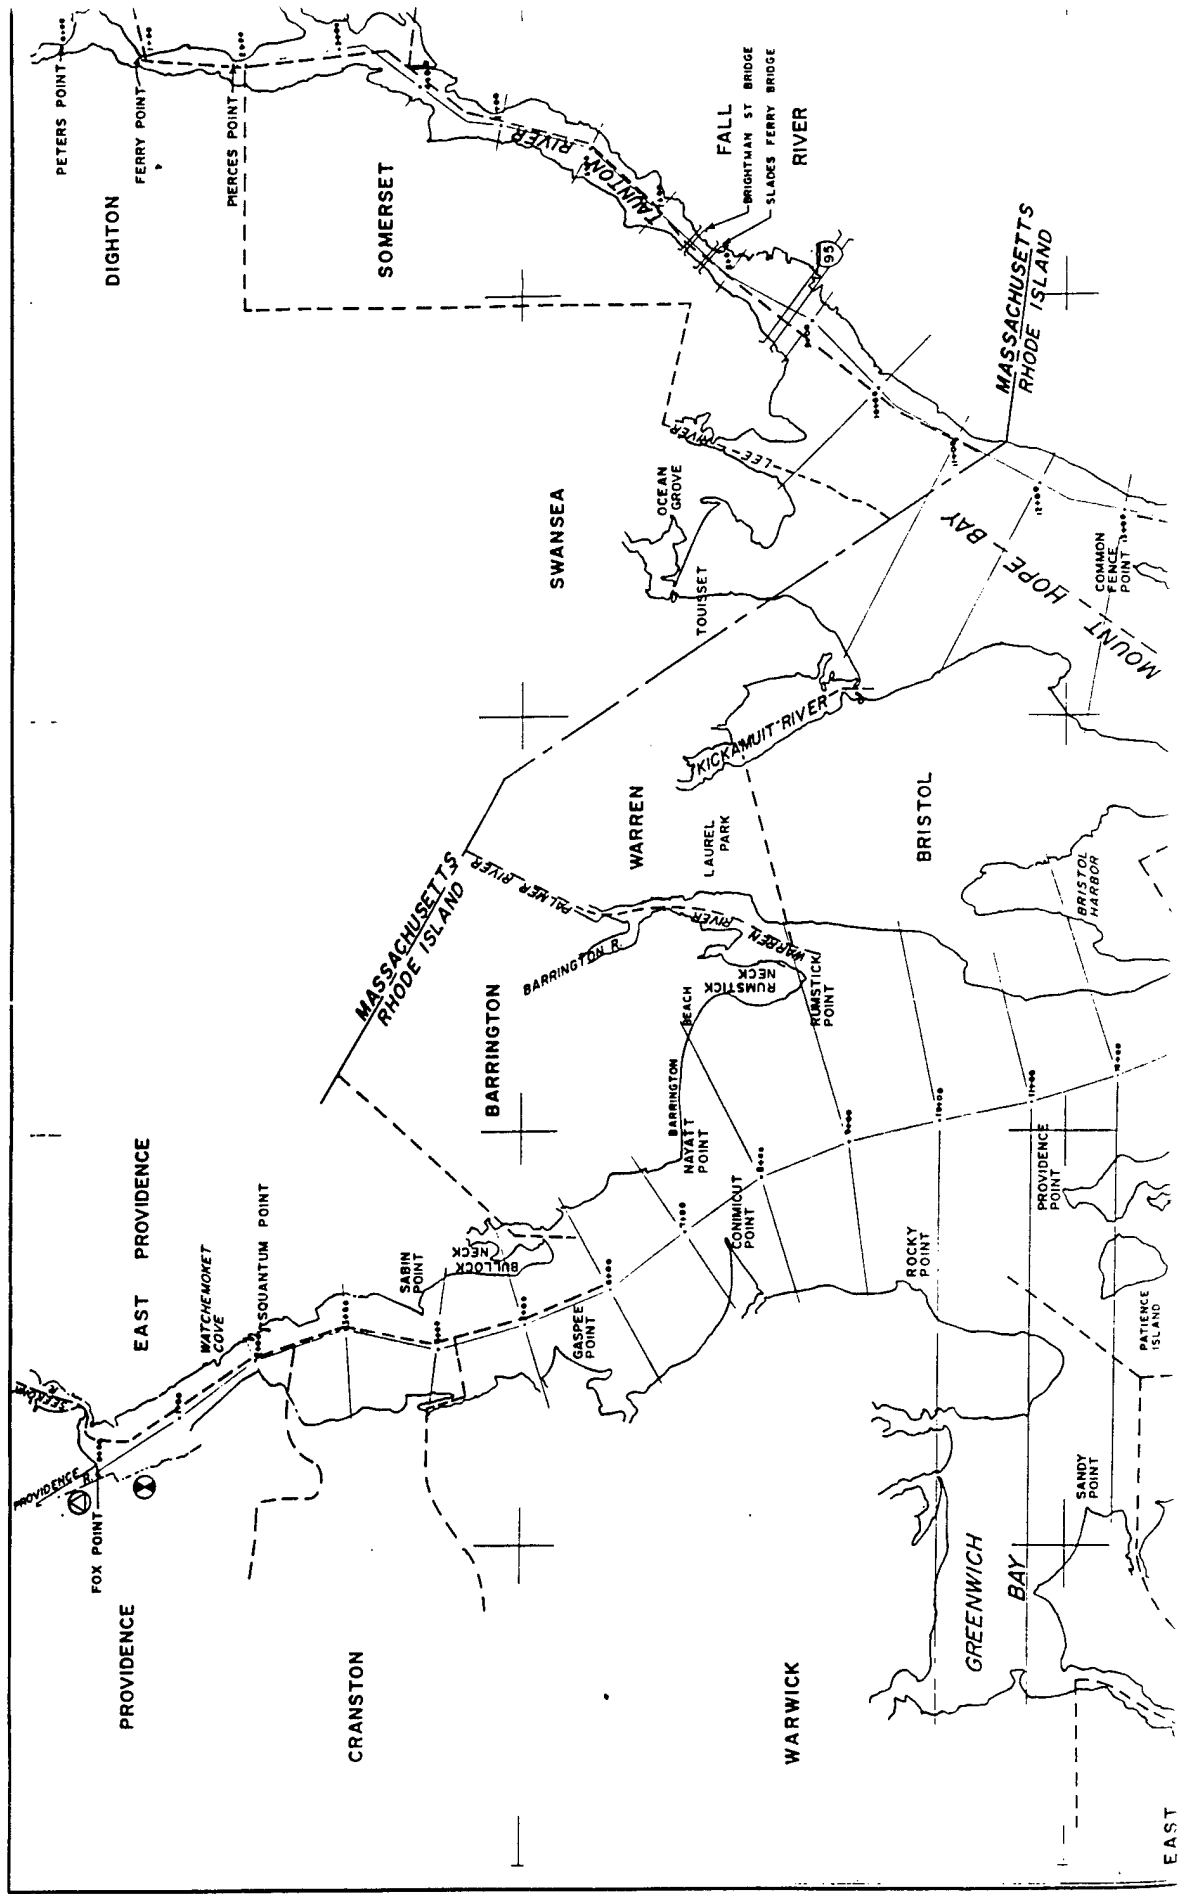 PETERS POINT
FERRY POINT
PIERCES POINT
DIGHTON
SOMERSET
TAUNTON
RIVER
FALL
RIVER
BRIGHTMAN ST BRIDGE
SLADES FERRY BRIDGE
95
MASSACHUSETTS
RHODE ISLAND
SWANSEA
OCEAN
GROVE
LEE
RIVER
TOUISSET
MOUNT HOPE BAY
COMMON
FENCE
POINT
KICKAMUIT RIVER
WARREN
LAUREL
PARK
BRISTOL
BRISTOL
HARBOR
MASSACHUSETTS
RHODE ISLAND
PALMER RIVER
BARRINGTON R.
WARREN
RIVER
RUMSTICK
NECK
RUMSTICK
POINT
BARRINGTON
BARRINGTON BEACH
NAYATT
POINT
EAST PROVIDENCE
WATCHEMOKET
COVE
SQUANTUM POINT
SABIN
POINT
BULLOCK
NECK
GASPEE
POINT
CONIMICUT
POINT
ROCKY
POINT
PROVIDENCE
POINT
PATIENCE
ISLAND
PROVIDENCE
R.
FOX POINT
PROVIDENCE
CRANSTON
WARWICK
GREENWICH
BAY
SANDY
POINT
EAST